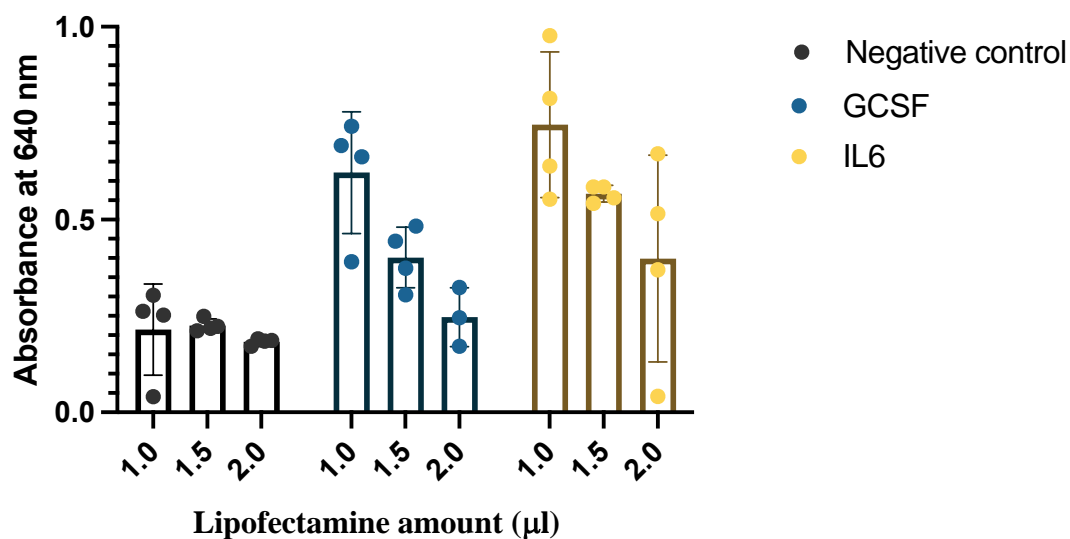 Absorbance at 640 nm
1.0
0.5
0.0
1.0 1.5 2.0 1.0 1.5 2.0 1.0 1.5 2.0
Lipofectamine amount (µl)
Negative control
GCSF
IL6